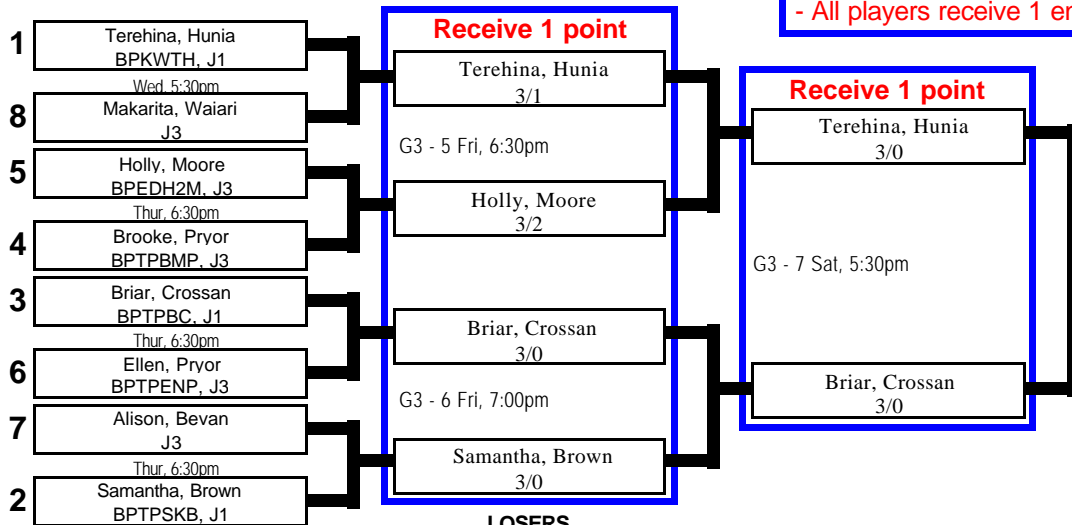 - All players receive 1 en
Receive 1 point
Receive 1 point
1
Terehina, Hunia
BPKWTH, J1
Wed, 5:30pm
8
Makarita, Waiari
J3
5
Holly, Moore
BPEDH2M, J3
Thur, 6:30pm
4
Brooke, Pryor
BPTPBMP, J3
3
Briar, Crossan
BPTPBC, J1
Thur, 6:30pm
6
Ellen, Pryor
BPTPENP, J3
7
Alison, Bevan
J3
Thur, 6:30pm
2
Samantha, Brown
BPTPSKB, J1
Terehina, Hunia
3/1
G3 - 5 Fri, 6:30pm
Holly, Moore
3/2
Briar, Crossan
3/0
G3 - 6 Fri, 7:00pm
Samantha, Brown
3/0
Terehina, Hunia
3/0
G3 - 7 Sat, 5:30pm
Briar, Crossan
3/0
LOSERS